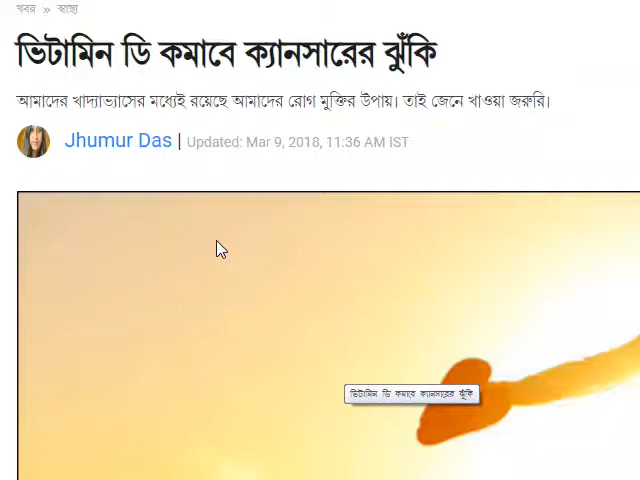 খবর » স্বাস্থ্য
ভিটামিন ডি কমাবে ক্যানসারের ঝুঁকি
আমাদের খাদ্যাভ্যাসের মধ্যেই রয়েছে আমাদের রোগ মুক্তির উপায়। তাই জেনে খাওয়া জরুরি।
Jhumur Das | Updated: Mar 9, 2018, 11:36 AM IST
ভিটামিন ডি কমাবে ক্যানসারের ঝুঁকি